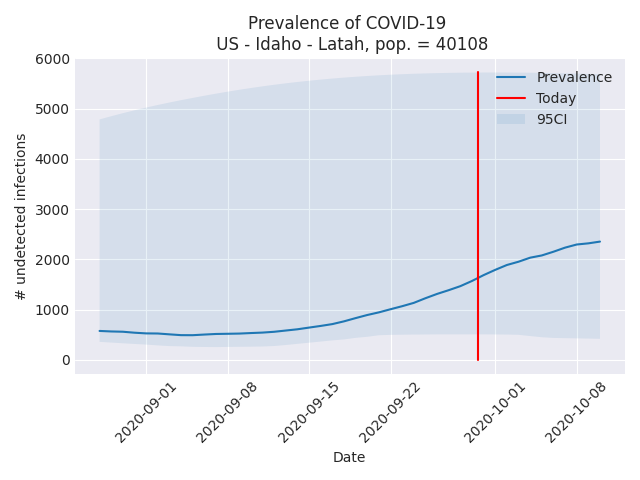 Prevalence of COVID-19
US - Idaho - Latah, pop. = 40108
# undetected infections
6000
5000
4000
3000
2000
1000
0
Prevalence
Today
95CI
2020-09-01
2020-09-08
2020-09-15
2020-09-22
2020-10-01
2020-10-08
Date